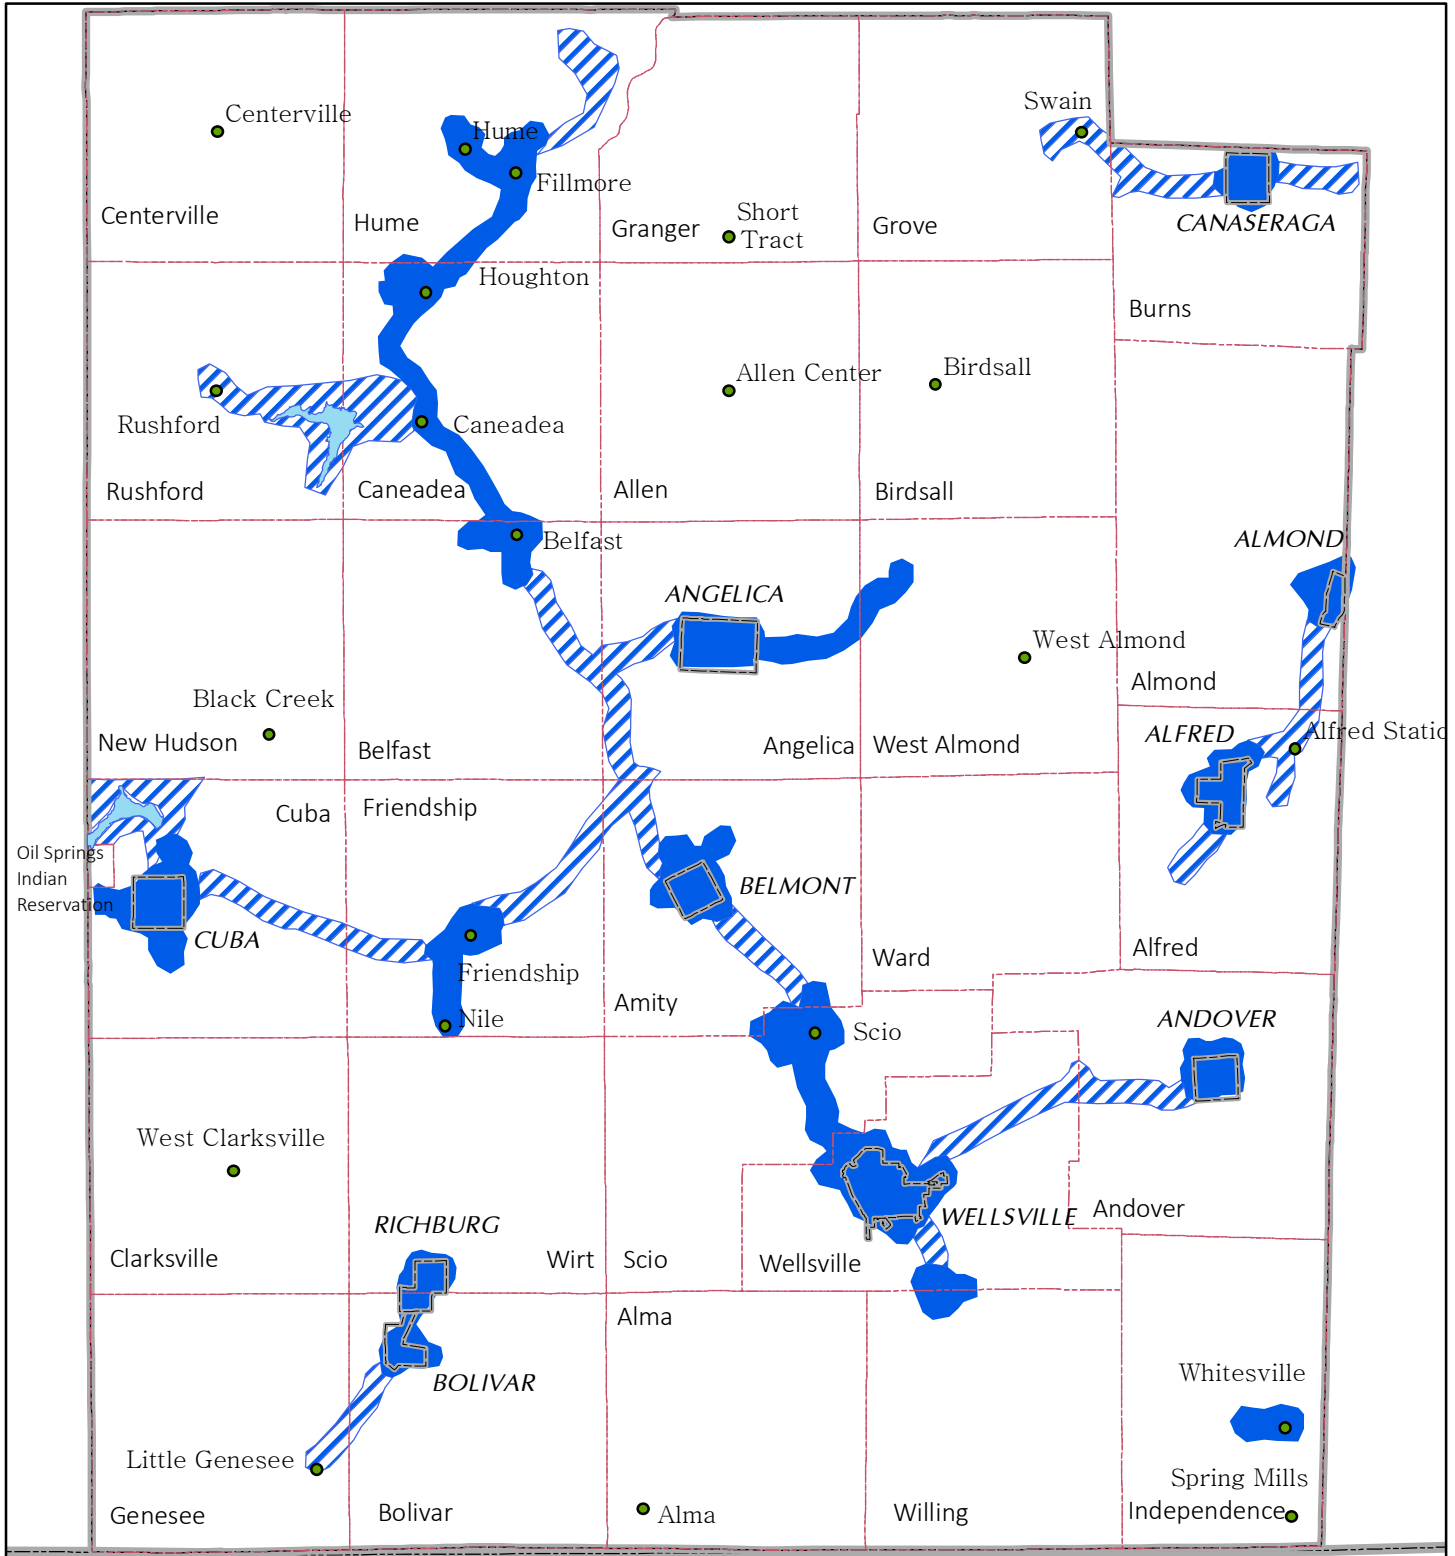 Swain
Centerville
Hume
Fillmore
Short
Tract
Centerville
Hume
Granger
Grove
CANASERAGA
Houghton
Burns
Allen Center
Birdsall
Rushford
Caneadea
Rushford
Caneadea
Allen
Birdsall
Belfast
ALMOND
ANGELICA
West Almond
Almond
Black Creek
New Hudson
Belfast
Angelica
West Almond
ALFRED
Alfred Static
Cuba
Friendship
Oil Springs
Indian
Reservation
BELMONT
CUBA
Ward
Alfred
Friendship
Amity
Nile
Scio
ANDOVER
West Clarksville
RICHBURG
WELLSVILLE
Andover
Clarksville
Wirt
Scio
Wellsville
Alma
BOLIVAR
Whitesville
Little Genesee
Spring Mills
Genesee
Bolivar
Alma
Willing
Independence